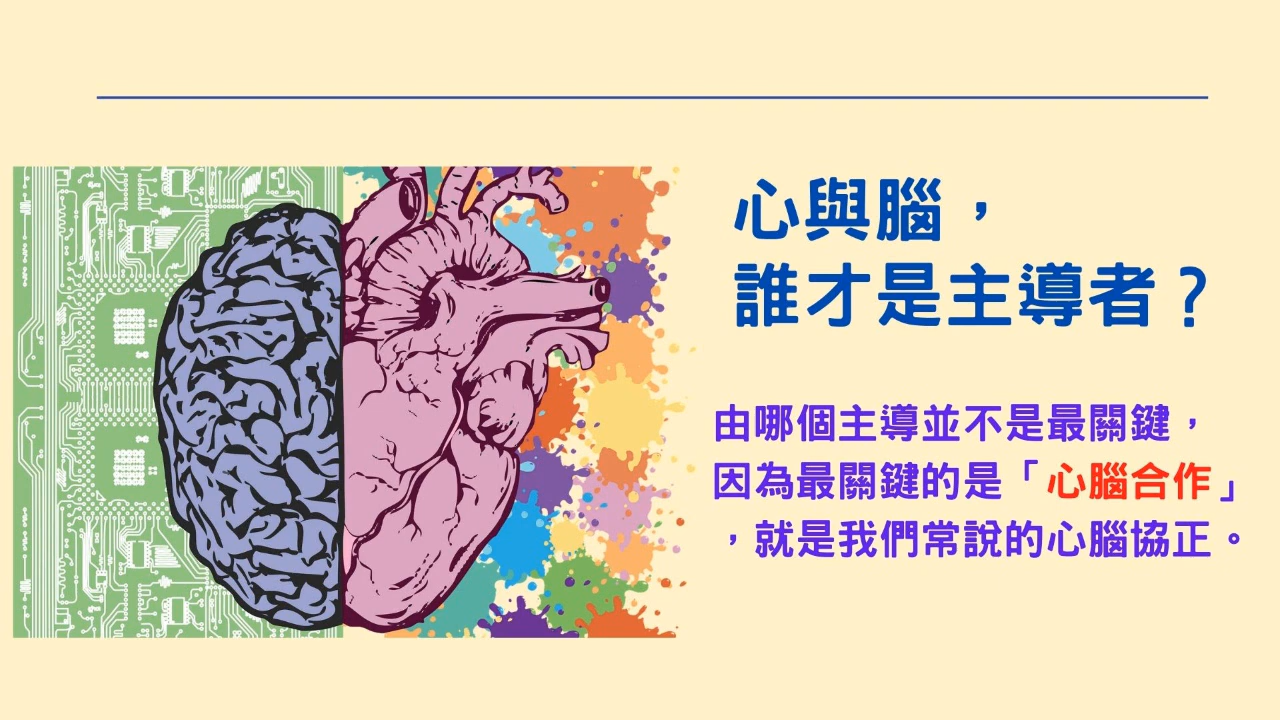 心與腦，
誰才是主導者？
由哪個主導並不是最關鍵，
因為最關鍵的是「心腦合作」
，就是我們常說的心腦協正。